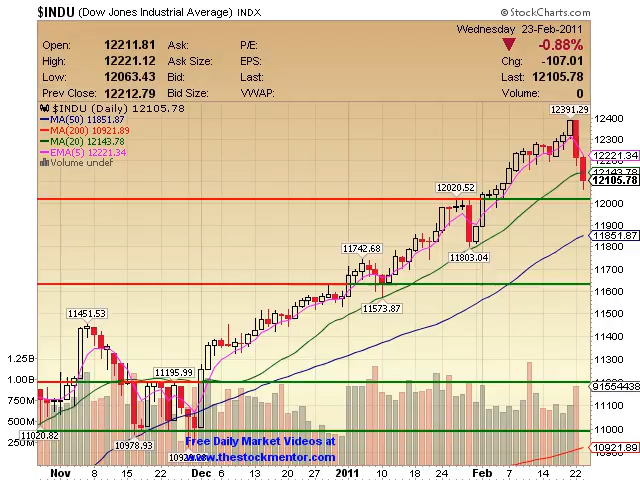 $INDU (Dow Jones Industrial Average) INDX
© StockCharts.com
Wednesday 23-Feb-2011
Open: 12211.81 Ask: P/E: -0.88%
High: 12221.12 Ask Size: EPS: Chg: -107.01
Low: 12063.43 Bid: Last: Last: 12105.78
Prev Close: 12212.79 Bid Size: VWAP: Volume: 0
$INDU (Daily) 12105.78
MA(50) 11851.87
MA(200) 10921.89
MA(20) 12143.78
EMA(5) 12221.34
Volume undef
12391.29
12020.52
11803.04
11742.68
11573.87
11451.53
11195.99
11020.82
10978.93
12400
12300
12221.34
12143.78
12105.78
12000
11900
11851.87
11800
11700
11600
11500
11400
11300
11200
91554438
11100
11000
10921.89
1.25B
1.00B
750M
500M
250M
Free Daily Market Videos at
www.thestockmentor.com
Nov 8 15 22 Dec 6 13 20 27 2011 10 18 24 Feb 7 14 22